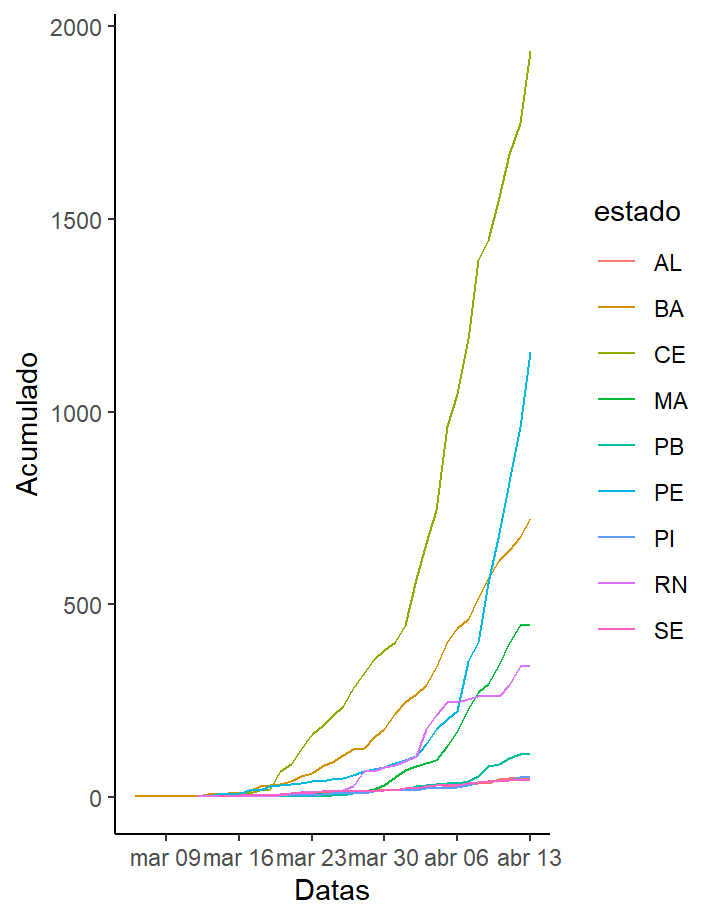 2000
1500
1000
500
0
Acumulado
mar 09 mar 16 mar 23 mar 30 abr 06 abr 13
Datas
estado
AL
BA
CE
MA
PB
PE
PI
RN
SE